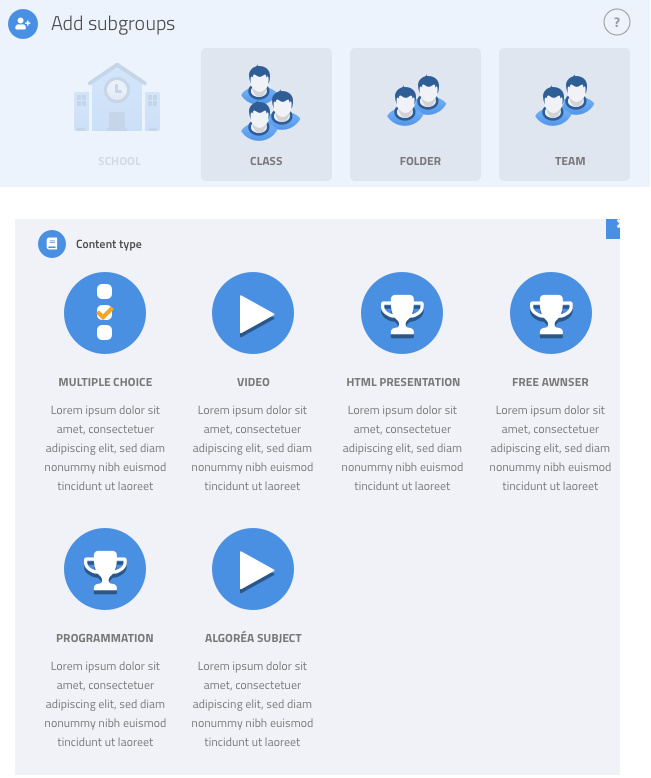 Add subgroups
?
SCHOOL
CLASS
FOLDER
TEAM
Content type
MULTIPLE CHOICE
Lorem ipsum dolor sit
amet, consectetuer
adipiscing elit, sed diam
nonummy nibh euismod
tincidunt ut laoreet
VIDEO
Lorem ipsum dolor sit
amet, consectetuer
adipiscing elit, sed diam
nonummy nibh euismod
tincidunt ut laoreet
HTML PRESENTATION
Lorem ipsum dolor sit
amet, consectetuer
adipiscing elit, sed diam
nonummy nibh euismod
tincidunt ut laoreet
FREE AWNSER
Lorem ipsum dolor sit
amet, consectetuer
adipiscing elit, sed diam
nonummy nibh euismod
tincidunt ut laoreet
PROGRAMMATION
Lorem ipsum dolor sit
amet, consectetuer
adipiscing elit, sed diam
nonummy nibh euismod
tincidunt ut laoreet
ALGORÉA SUBJECT
Lorem ipsum dolor sit
amet, consectetuer
adipiscing elit, sed diam
nonummy nibh euismod
tincidunt ut laoreet